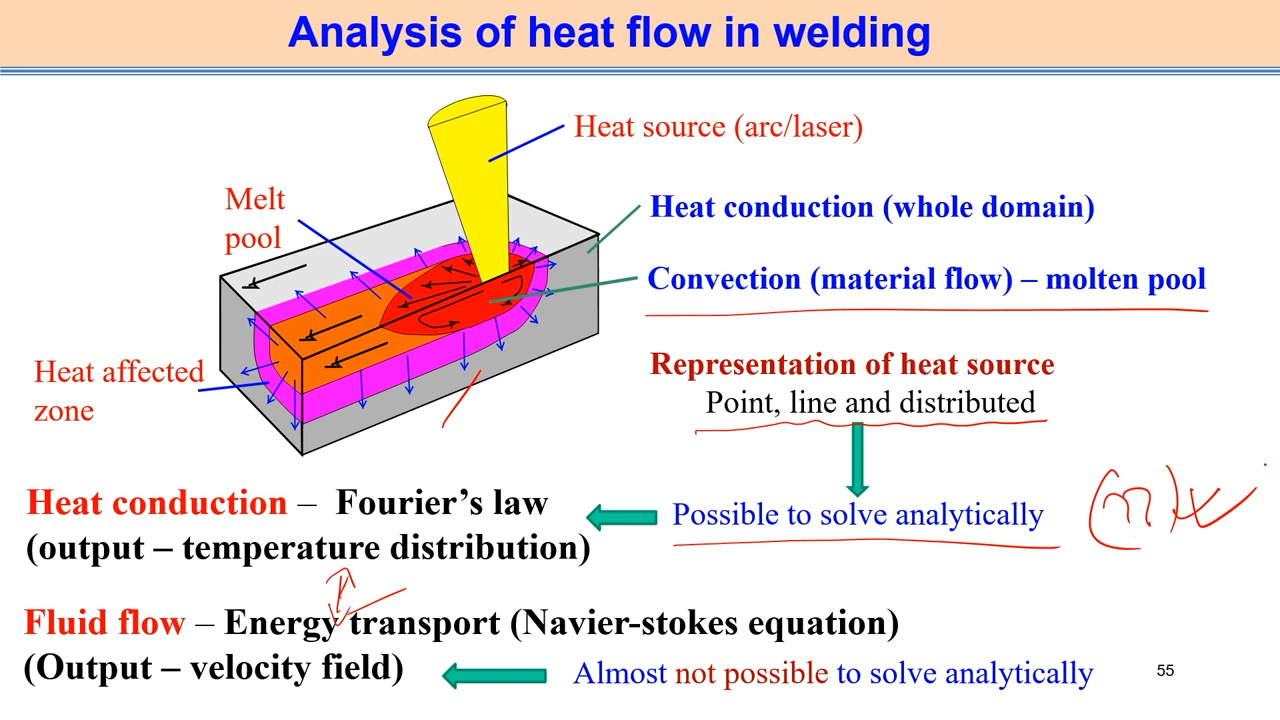 Analysis of heat flow in welding
Heat source (arc/laser)
Melt
pool
Heat conduction (whole domain)
Convection (material flow) – molten pool
Heat affected
zone
Representation of heat source
Point, line and distributed
Heat conduction – Fourier's law
(output – temperature distribution)
Possible to solve analytically
Fluid flow – Energy transport (Navier-stokes equation)
(Output – velocity field)
Almost not possible to solve analytically
55